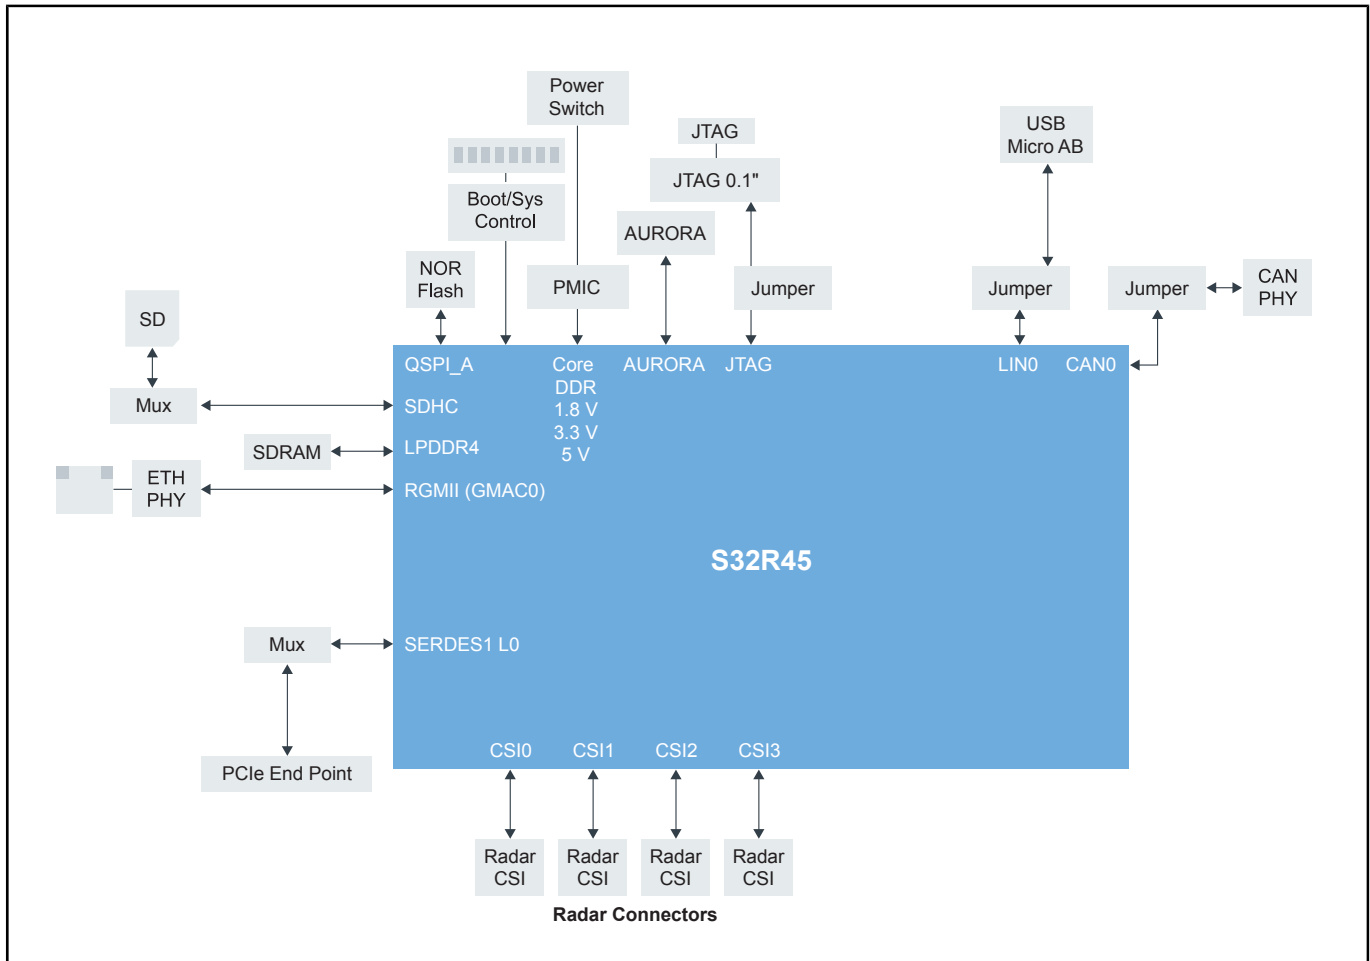 Power
Switch
JTAG
USB
Micro AB
JTAG 0.1"
Boot/Sys
Control
AURORA
NOR
Flash
PMIC
Jumper
Jumper
Jumper
CAN
PHY
SD
QSPI_A
Core
DDR
1.8 V
3.3 V
5 V
AURORA
JTAG
LIN0
CAN0
Mux
SDHC
SDRAM
LPDDR4
ETH
PHY
RGMII (GMAC0)
S32R45
Mux
SERDES1 L0
PCIe End Point
CSI0
CSI1
CSI2
CSI3
Radar
CSI
Radar
CSI
Radar
CSI
Radar
CSI
Radar Connectors